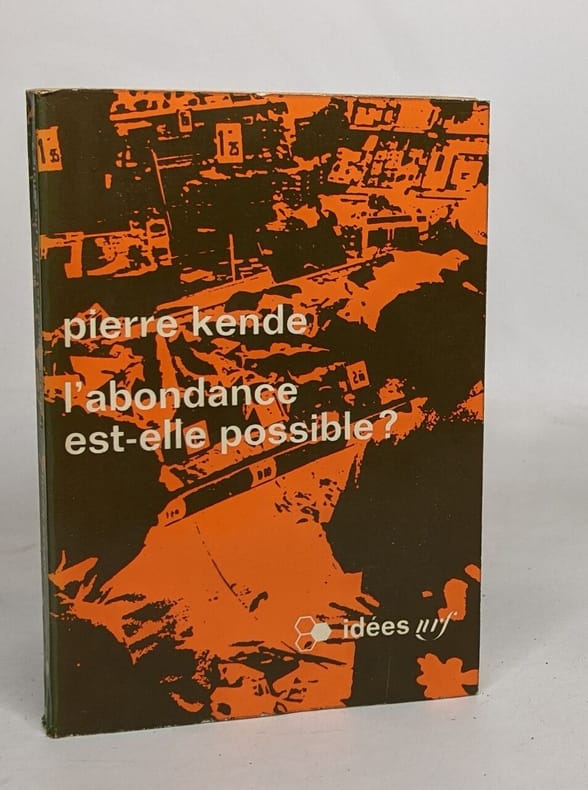 pierre kende
l'abondance
est-elle possible?
idées nrf